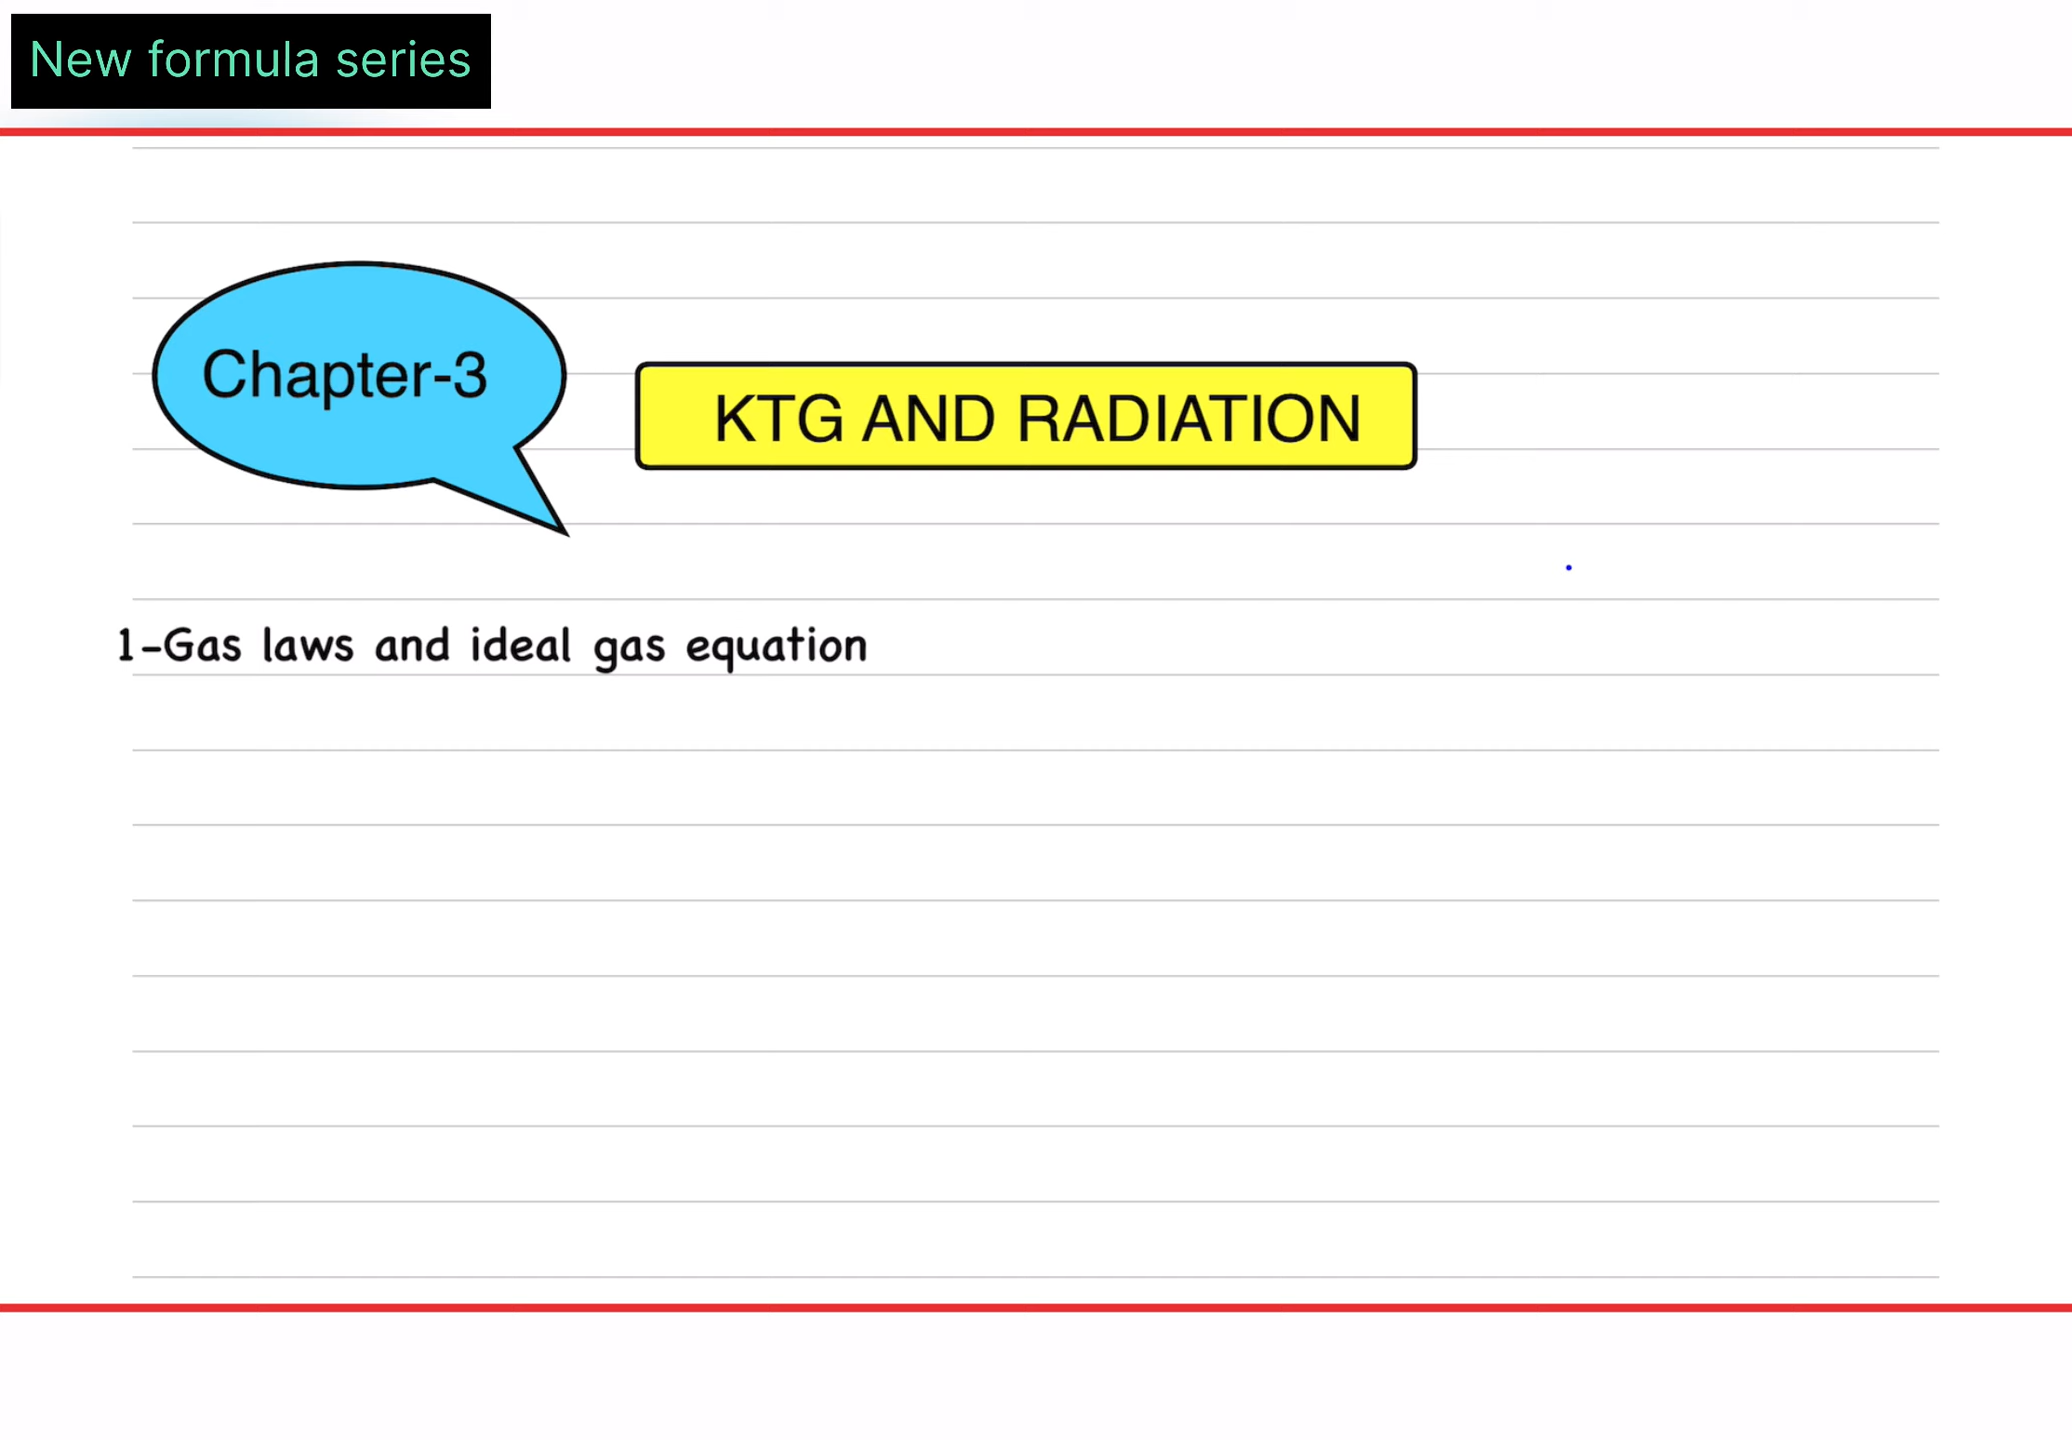 New formula series
Chapter-3
KTG AND RADIATION
1-Gas laws and ideal gas equation